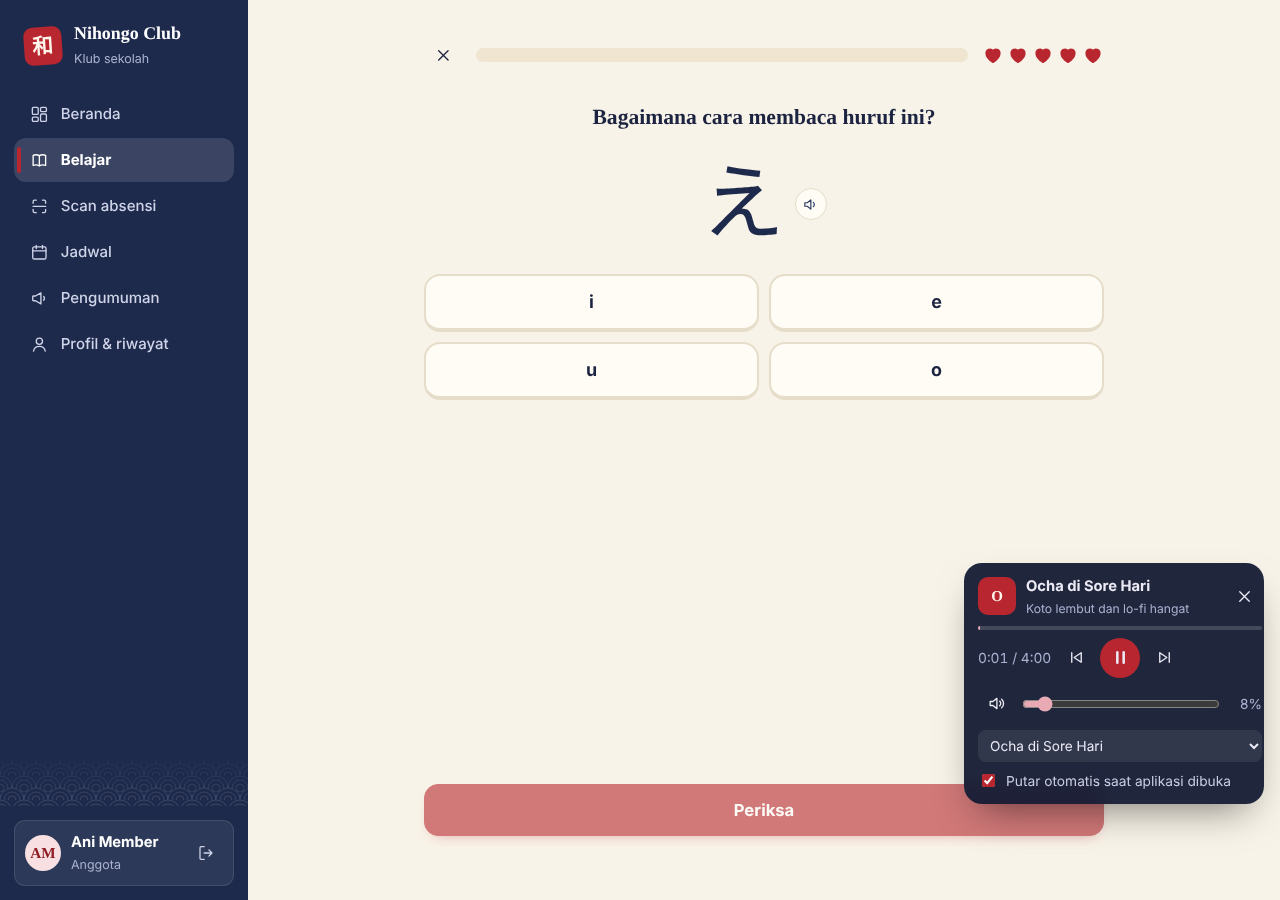 和
Nihongo Club
Klub sekolah
Beranda
Belajar
Scan absensi
Jadwal
Pengumuman
Profil & riwayat
AM
Ani Member
Anggota
Bagaimana cara membaca huruf ini?
え
i
e
u
o
Periksa
O
Ocha di Sore Hari
Koto lembut dan lo-fi hangat
0:01 / 4:00
8%
Ocha di Sore Hari
Putar otomatis saat aplikasi dibuka